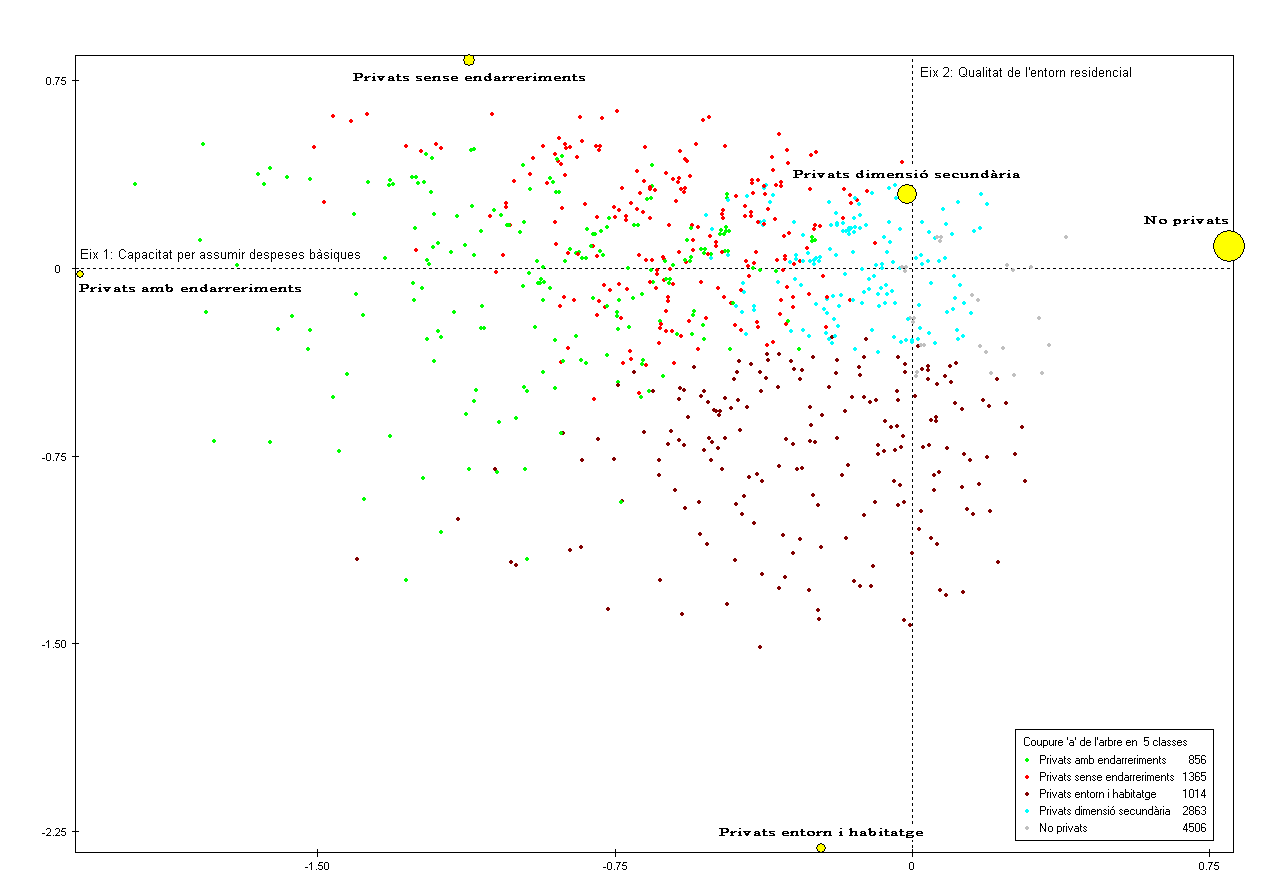 Eix 2: Qualitat de l'entorn residencial
0.75
Privats sense endarreriments
Privats dimensió secundària
No privats
Eix 1: Capacitat per assumir despeses bàsiques
0
Privats amb endarreriments
-0.75
-1.50
Coupure 'a' de l'arbre en 5 classes
Privats amb endarreriments 856
Privats sense endarreriments 1365
Privats entorn i habitatge 1014
Privats dimensió secundària 2863
No privats 4506
-2.25
Privats entorn i habitatge
-1.50 -0.75 0 0.75